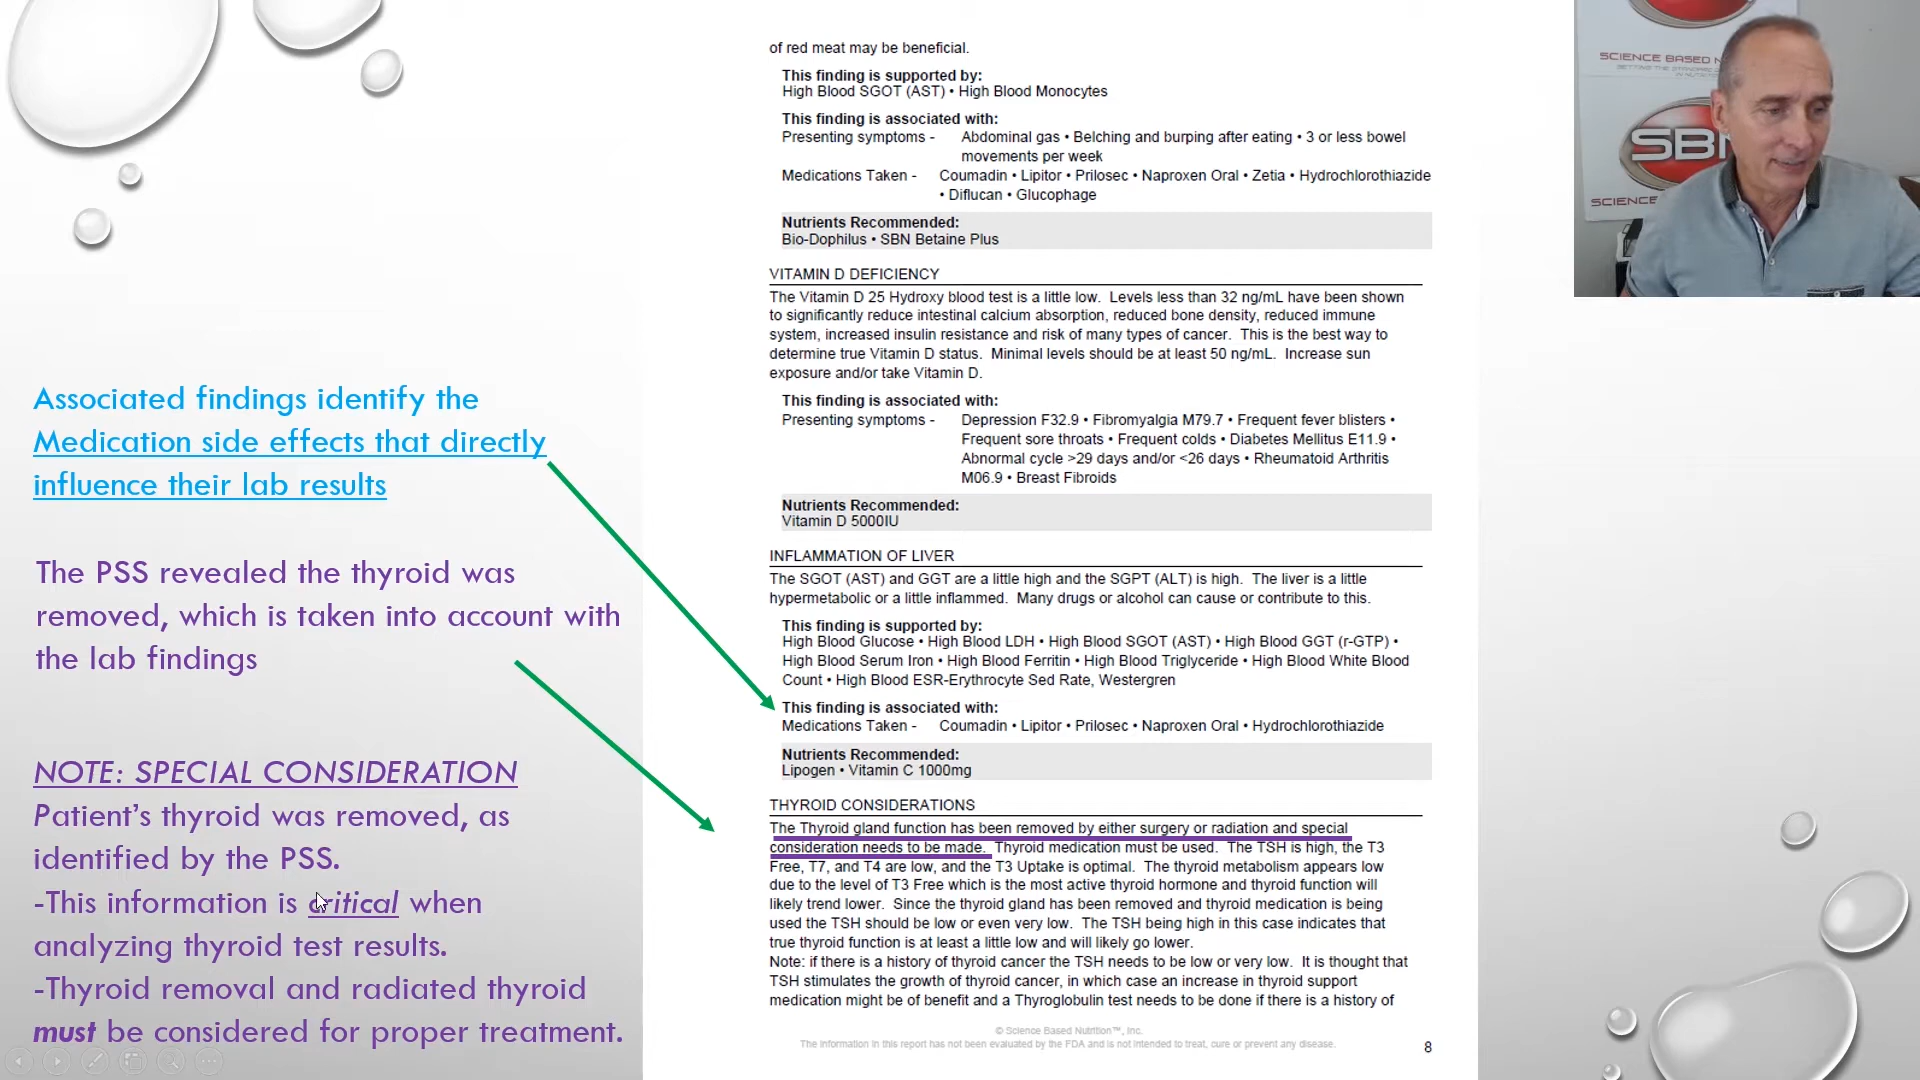 Associated findings identify the
Medication side effects that directly
influence their lab results
The PSS revealed the thyroid was
removed, which is taken into account with
the lab findings
NOTE: SPECIAL CONSIDERATION
Patient's thyroid was removed, as
identified by the PSS.
-This information is critical when
analyzing thyroid test results.
-Thyroid removal and radiated thyroid
must be considered for proper treatment.
of red meat may be beneficial.
This finding is supported by:
High Blood SGOT (AST) • High Blood Monocytes
This finding is associated with:
Presenting symptoms - Abdominal gas • Belching and burping after eating • 3 or less bowel
movements per week
Medications Taken - Coumadin • Lipitor • Prilosec • Naproxen Oral • Zetia • Hydrochlorothiazide
• Diflucan • Glucophage
Nutrients Recommended:
Bio-Dophilus • SBN Betaine Plus
VITAMIN D DEFICIENCY
The Vitamin D 25 Hydroxy blood test is a little low. Levels less than 32 ng/mL have been shown
to significantly reduce intestinal calcium absorption, reduced bone density, reduced immune
system, increased insulin resistance and risk of many types of cancer. This is the best way to
determine true Vitamin D status. Minimal levels should be at least 50 ng/mL. Increase sun
exposure and/or take Vitamin D.
This finding is associated with:
Presenting symptoms - Depression F32.9 • Fibromyalgia M79.7 • Frequent fever blisters •
Frequent sore throats • Frequent colds • Diabetes Mellitus E11.9 •
Abnormal cycle >29 days and/or <26 days • Rheumatoid Arthritis
M06.9 • Breast Fibroids
Nutrients Recommended:
Vitamin D 5000IU
INFLAMMATION OF LIVER
The SGOT (AST) and GGT are a little high and the SGPT (ALT) is high. The liver is a little
hypermetabolic or a little inflammed. Many drugs or alcohol can cause or contribute to this.
This finding is supported by:
High Blood Glucose • High Blood LDH • High Blood SGOT (AST) • High Blood GGT (r-GTP) •
High Blood Serum Iron • High Blood Ferritin • High Blood Triglyceride • High Blood White Blood
Count • High Blood ESR-Erythrocyte Sed Rate, Westergren
This finding is associated with:
Medications Taken - Coumadin • Lipitor • Prilosec • Naproxen Oral • Hydrochlorothiazide
Nutrients Recommended:
Lipogen • Vitamin C 1000mg
THYROID CONSIDERATIONS
The Thyroid gland function has been removed by either surgery or radiation and special
consideration needs to be made. Thyroid medication must be used. The TSH is high, the T3
Free, T7, and T4 are low, and the T3 Uptake is optimal. The thyroid metabolism appears low
due to the level of T3 Free which is the most active thyroid hormone and thyroid function will
likely trend lower. Since the thyroid gland has been removed and thyroid medication is being
used the TSH should be low or even very low. The TSH being high in this case indicates that
true thyroid function is at least a little low and will likely go lower.
Note: if there is a history of thyroid cancer the TSH needs to be low or very low. It is thought that
TSH stimulates the growth of thyroid cancer, in which case an increase in thyroid support
medication might be of benefit and a Thyroglobulin test needs to be done if there is a history of
© Science Based Nutrition™, Inc.
The information in this report has not been evaluated by the FDA and is not intended to treat, cure or prevent any disease.
8
SCIENCE BASED N
SBN
SCIENCE